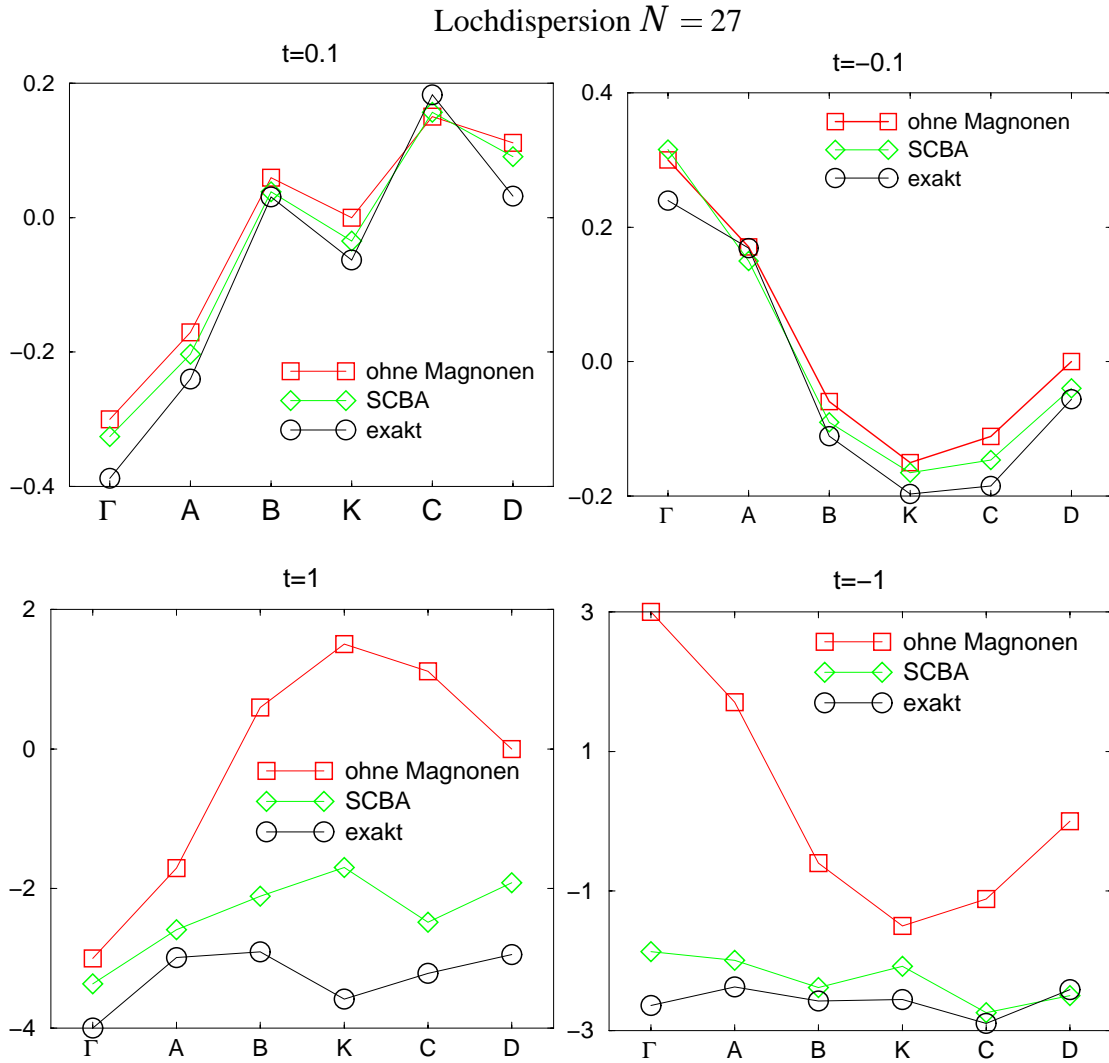 Lochdispersion N = 27
t=0.1
0.2
0.0
−0.2
−0.4
ohne Magnonen
SCBA
exakt
Γ A B K C D
t=−0.1
0.4
0.2
0.0
−0.2
ohne Magnonen
SCBA
exakt
Γ A B K C D
t=1
2
0
−2
−4
ohne Magnonen
SCBA
exakt
Γ A B K C D
t=−1
3
1
−1
−3
ohne Magnonen
SCBA
exakt
Γ A B K C D